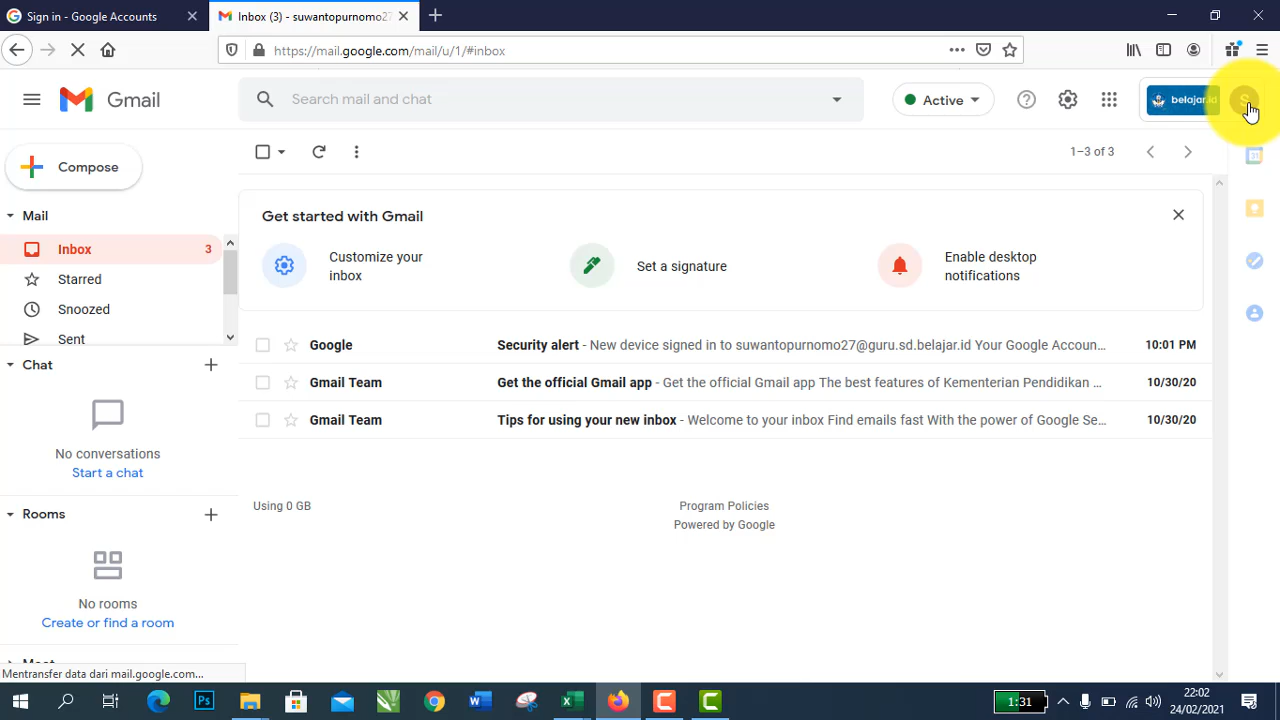 Sign in - Google Accounts
Inbox (3) - suwantopurnomo27
https://mail.google.com/mail/u/1/#inbox
Gmail
Search mail and chat
Active
belajar.id
S
Compose
1–3 of 3
Mail
Inbox 3
Starred
Snoozed
Sent
Get started with Gmail
Customize your
inbox
Set a signature
Enable desktop
notifications
Google Security alert - New device signed in to suwantopurnomo27@guru.sd.belajar.id Your Google Accoun... 10:01 PM
Gmail Team Get the official Gmail app - Get the official Gmail app The best features of Kementerian Pendidikan ... 10/30/20
Gmail Team Tips for using your new inbox - Welcome to your inbox Find emails fast With the power of Google Se... 10/30/20
Chat
No conversations
Start a chat
Using 0 GB
Program Policies
Powered by Google
Rooms
No rooms
Create or find a room
Mentransfer data dari mail.google.com...
31
1:31
22:02
24/02/2021